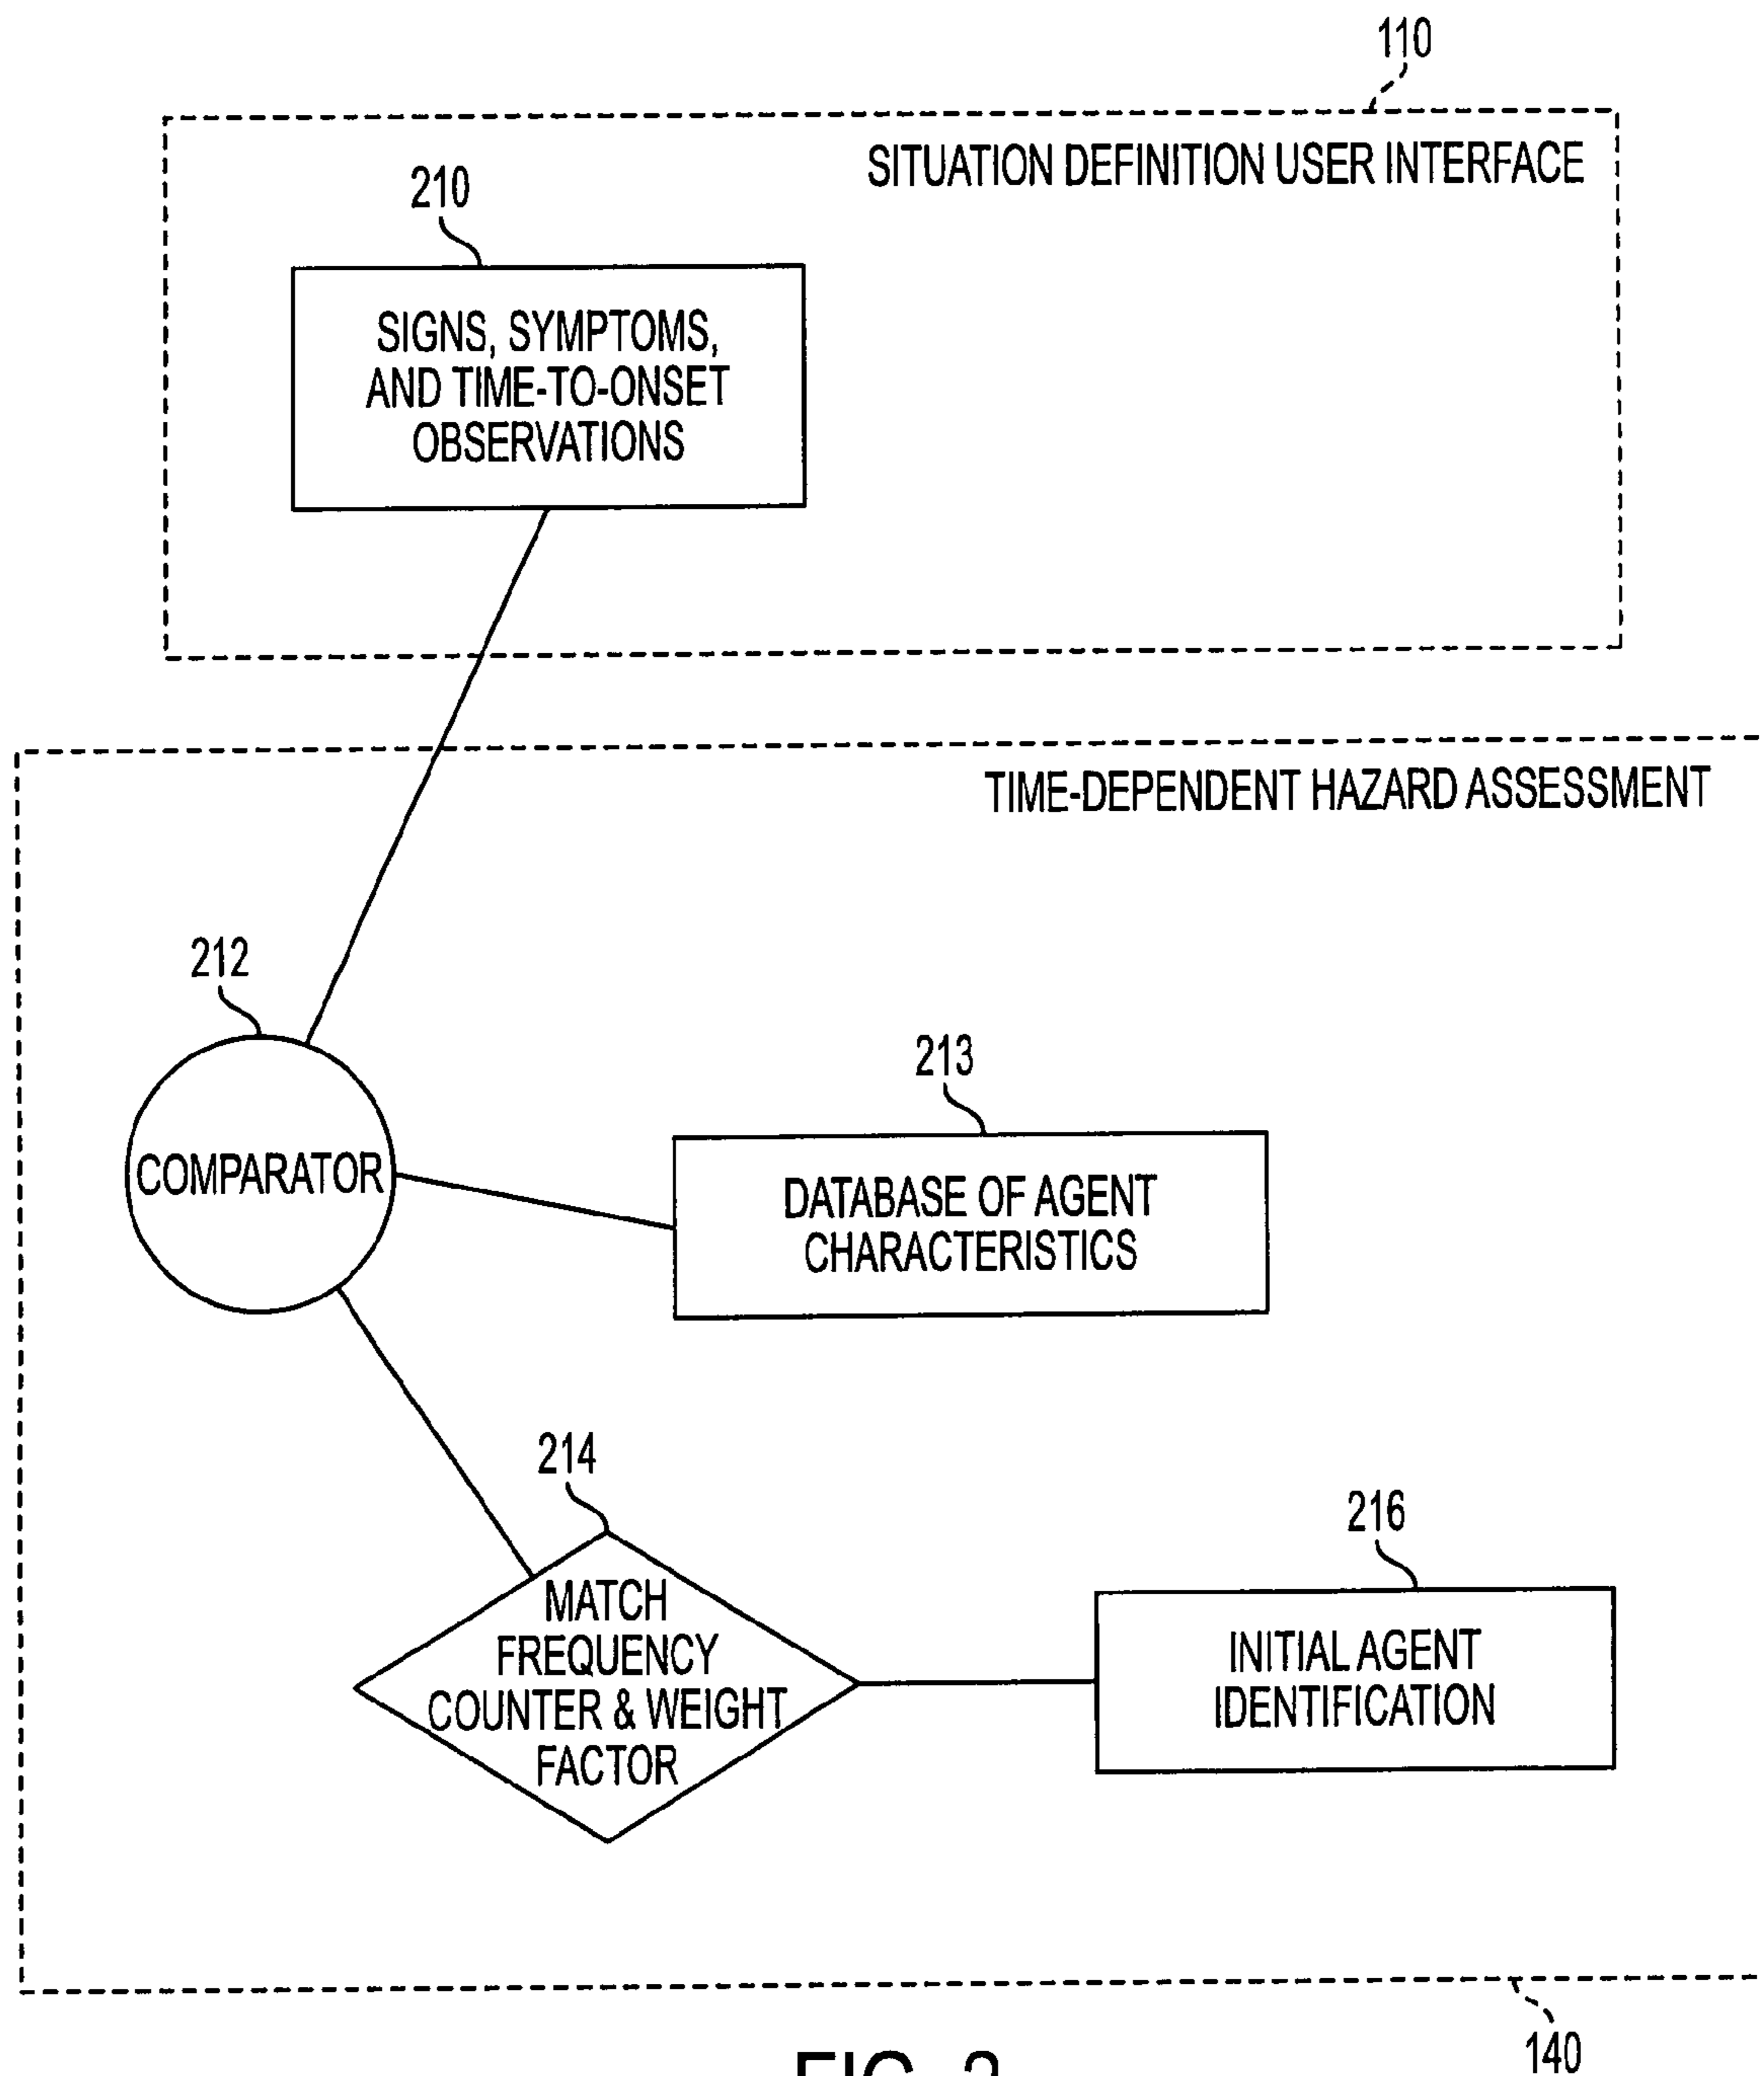 110
SITUATION DEFINITION USER INTERFACE
210
SIGNS, SYMPTOMS,
AND TIME-TO-ONSET
OBSERVATIONS
TIME-DEPENDENT HAZARD ASSESSMENT
212
COMPARATOR
213
DATABASE OF AGENT
CHARACTERISTICS
214
MATCH
FREQUENCY
COUNTER & WEIGHT
FACTOR
216
INITIAL AGENT
IDENTIFICATION
140